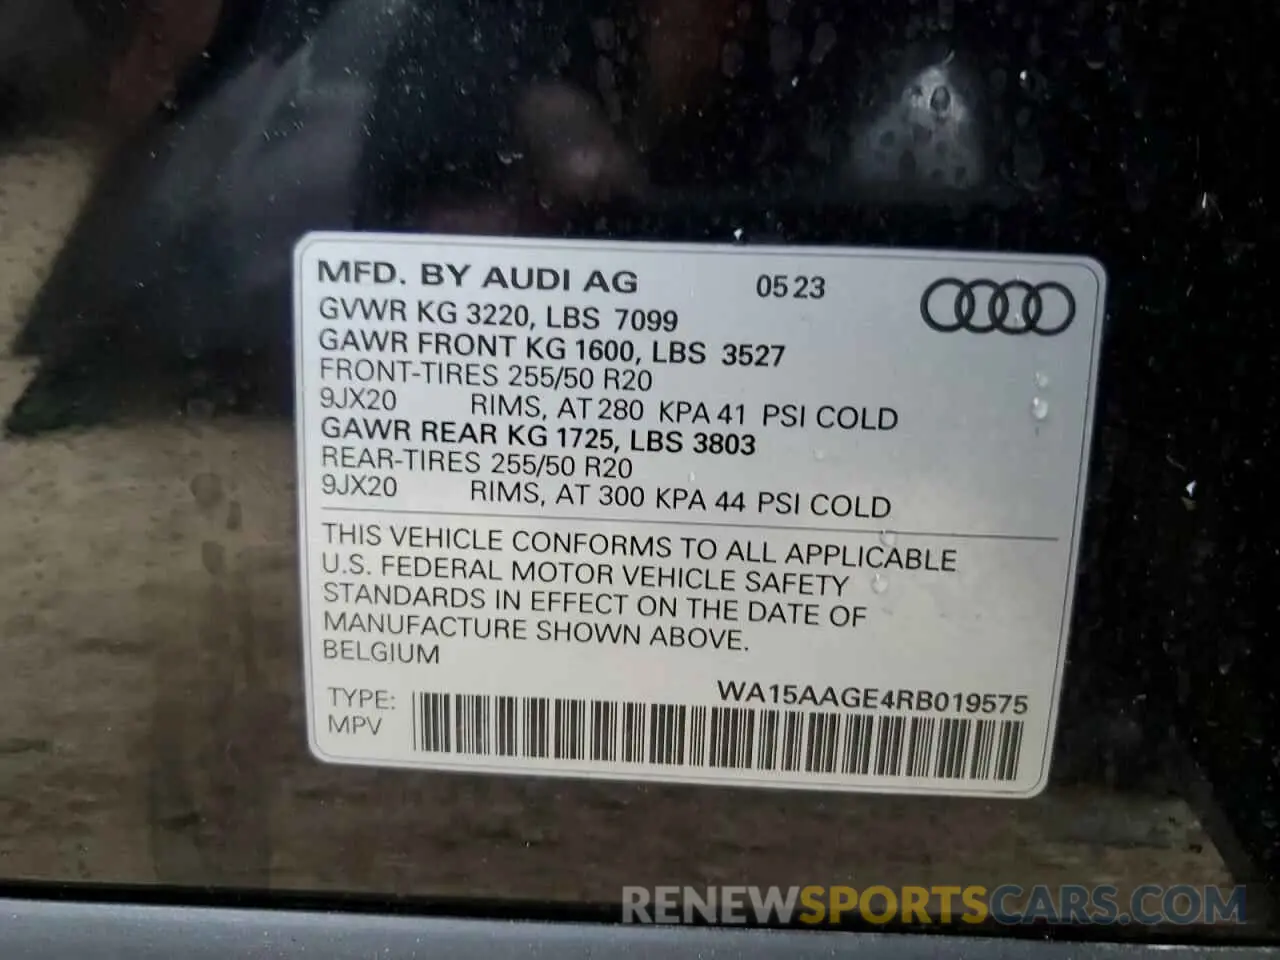 MFD. BY AUDI AG 0523
GVWR KG 3220, LBS 7099
GAWR FRONT KG 1600, LBS 3527
FRONT-TIRES 255/50 R20
9JX20 RIMS, AT 280 KPA 41 PSI COLD
GAWR REAR KG 1725, LBS 3803
REAR-TIRES 255/50 R20
9JX20 RIMS, AT 300 KPA 44 PSI COLD
THIS VEHICLE CONFORMS TO ALL APPLICABLE
U.S. FEDERAL MOTOR VEHICLE SAFETY
STANDARDS IN EFFECT ON THE DATE OF
MANUFACTURE SHOWN ABOVE.
BELGIUM
WA15AAGE4RB019575
TYPE:
MPV
RENEWSPORTSCARS.COM